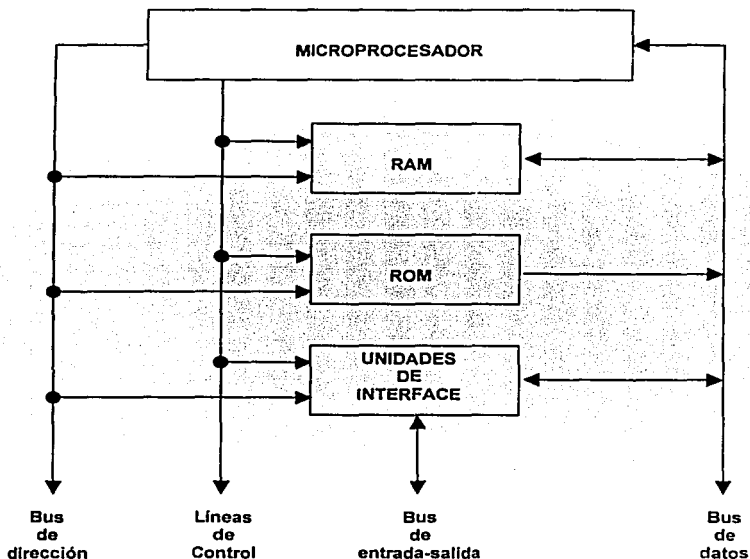 MICROPROCESADOR
RAM
ROM
UNIDADES
DE
INTERFACE
Bus
de
dirección
Líneas
de
Control
Bus
de
entrada-salida
Bus
de
datos